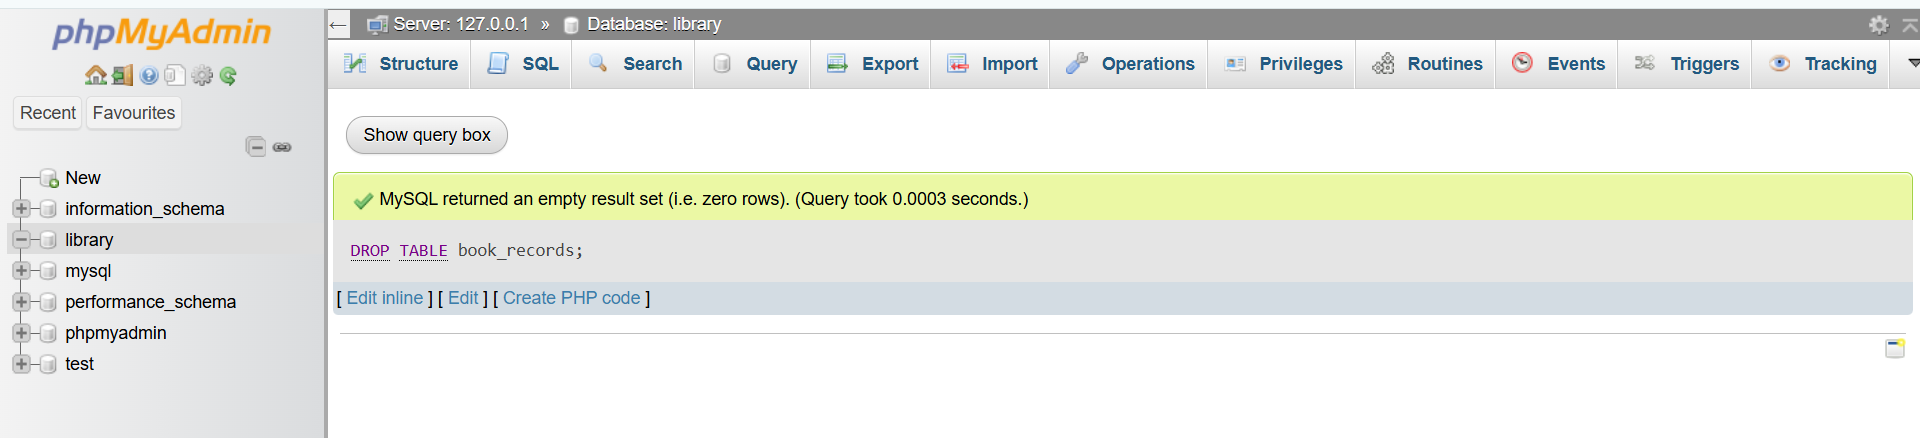 phpMyAdmin
Recent Favourites
New
information_schema
library
mysql
performance_schema
phpmyadmin
test
Server: 127.0.0.1 » Database: library
Structure SQL Search Query Export Import Operations Privileges Routines Events Triggers Tracking
Show query box
MySQL returned an empty result set (i.e. zero rows). (Query took 0.0003 seconds.)
DROP TABLE book_records;
[ Edit inline ] [ Edit ] [ Create PHP code ]